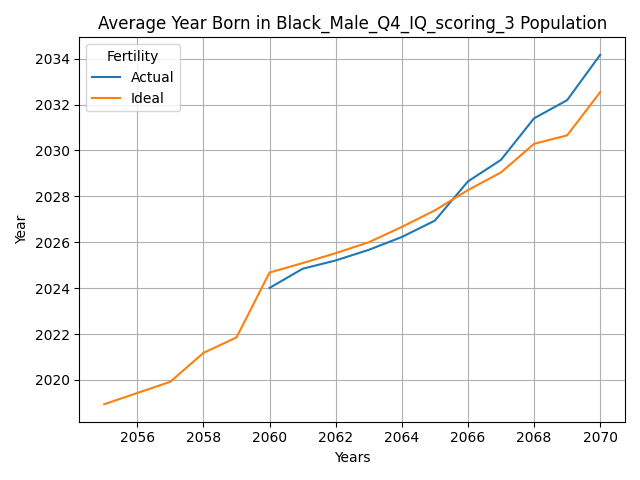 Average Year Born in Black_Male_Q4_IQ_scoring_3 Population
Fertility
Actual
Ideal
2034
2032
2030
2028
2026
2024
2022
2020
Year
2056 2058 2060 2062 2064 2066 2068 2070
Years